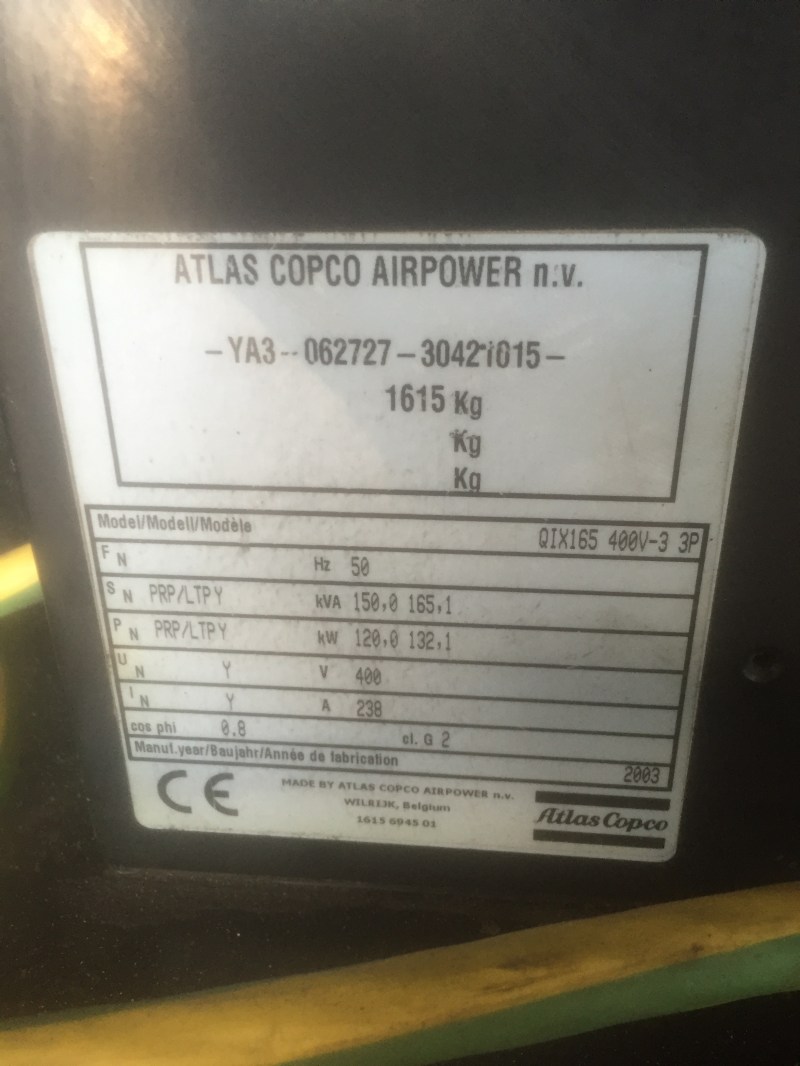 ATLAS COPCO AIRPOWER n.v.
-YA3--062727-30421015-
1615 Kg
Kg
Kg
Model/Modell/Modèle QIX165 400V-3 3P
F N Hz 50
S N PRP/LTP Y kVA 150,0 165,1
P N PRP/LTP Y kW 120,0 132,1
U N Y V 400
I N Y A 238
cos phi 0.8 cl. G 2
Manuf.year/Baujahr/Année de fabrication 2003
CE MADE BY ATLAS COPCO AIRPOWER n.v.
WILRIJK, Belgium
1615 6945 01
Atlas Copco